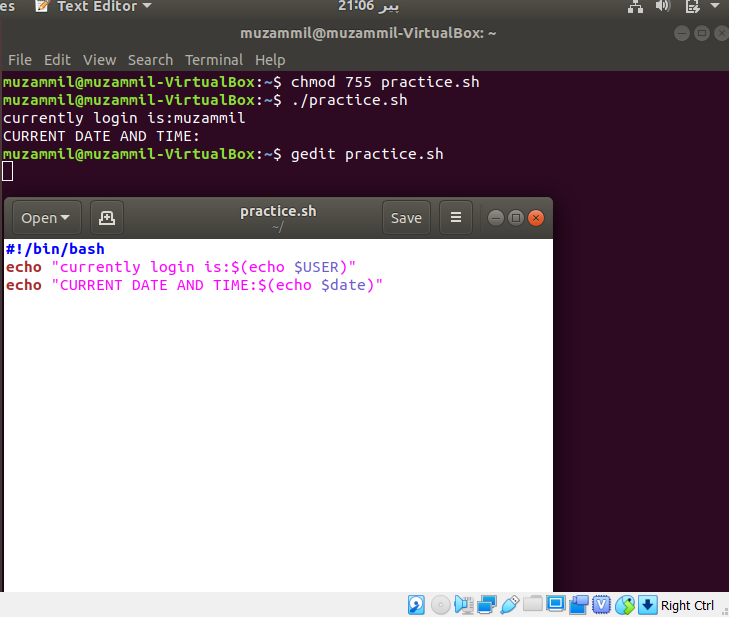 es Text Editor 21:06 بير
muzammil@muzammil-VirtualBox: ~
File Edit View Search Terminal Help
muzammil@muzammil-VirtualBox:~$ chmod 755 practice.sh
muzammil@muzammil-VirtualBox:~$ ./practice.sh
currently login is:muzammil
CURRENT DATE AND TIME:
muzammil@muzammil-VirtualBox:~$ gedit practice.sh
Open practice.sh Save
~/
#!/bin/bash
echo "currently login is:$(echo $USER)"
echo "CURRENT DATE AND TIME:$(echo $date)"
V Right Ctrl